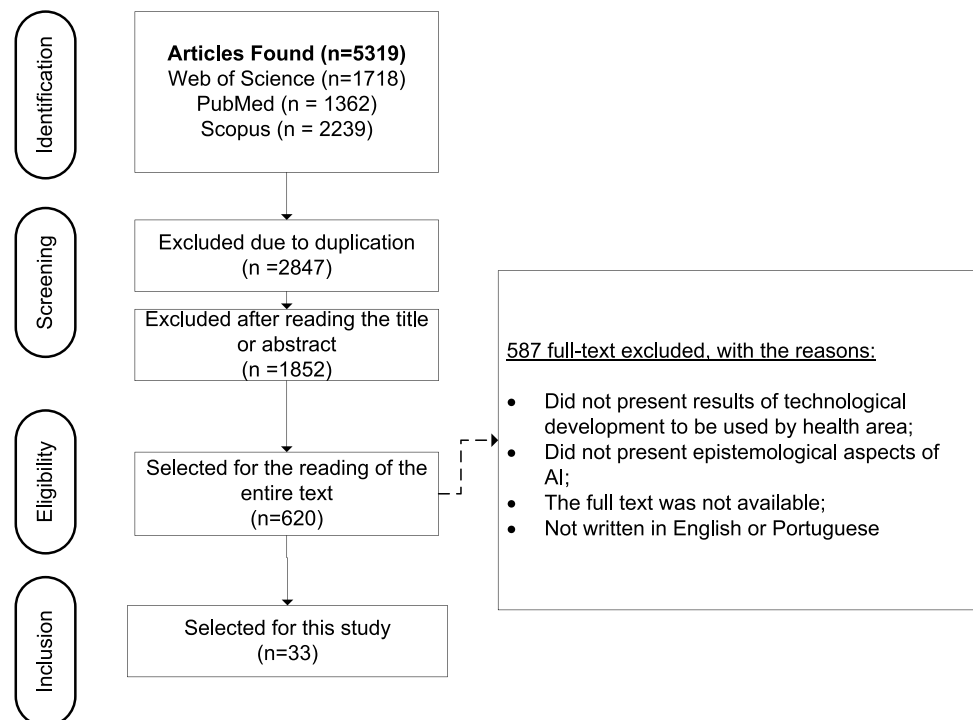 Identification
Articles Found (n=5319)
Web of Science (n=1718)
PubMed (n = 1362)
Scopus (n = 2239)
Screening
Excluded due to duplication
(n =2847)
Excluded after reading the title
or abstract
(n =1852)
Eligibility
Selected for the reading of the
entire text
(n=620)
587 full-text excluded, with the reasons:
• Did not present results of technological
development to be used by health area;
• Did not present epistemological aspects of
AI;
• The full text was not available;
• Not written in English or Portuguese
Inclusion
Selected for this study
(n=33)